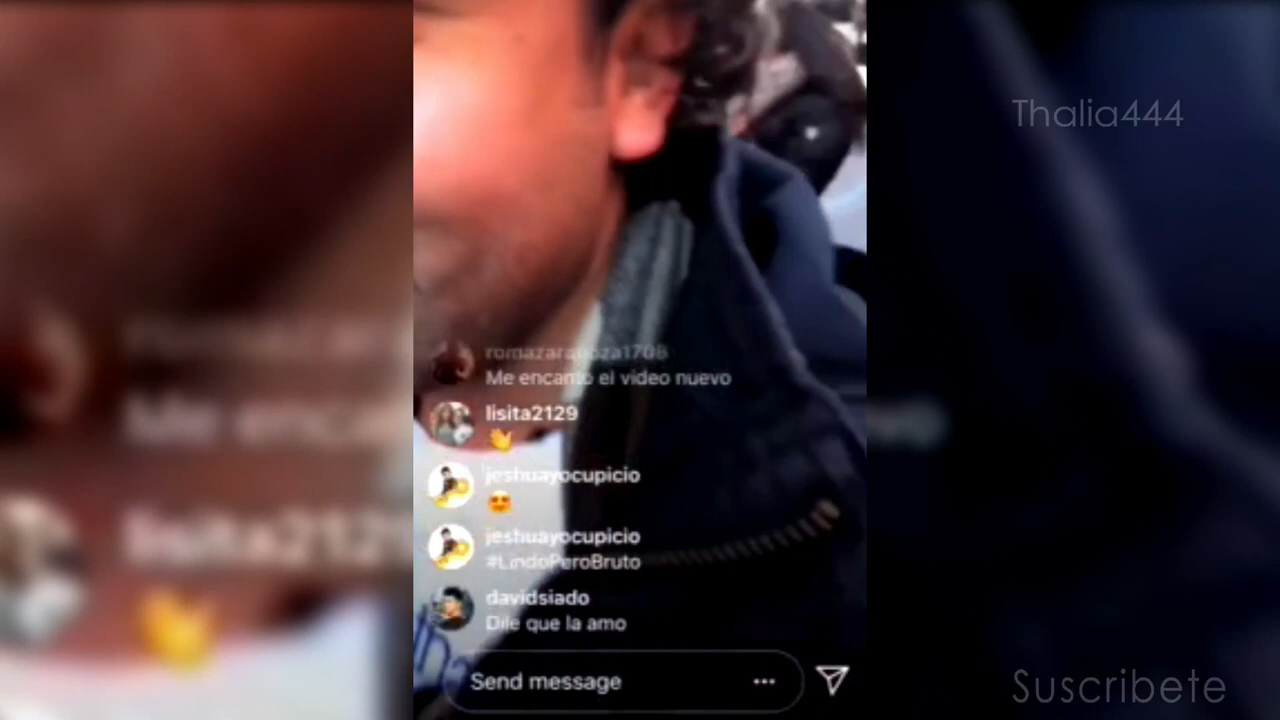 Thalia444
romazaragoza1708
Me encanto el video nuevo
lisita2129
jeshuayocupicio
jeshuayocupicio
#LindoPeroBruto
davidsiado
Dile que la amo
Send message
Suscribete